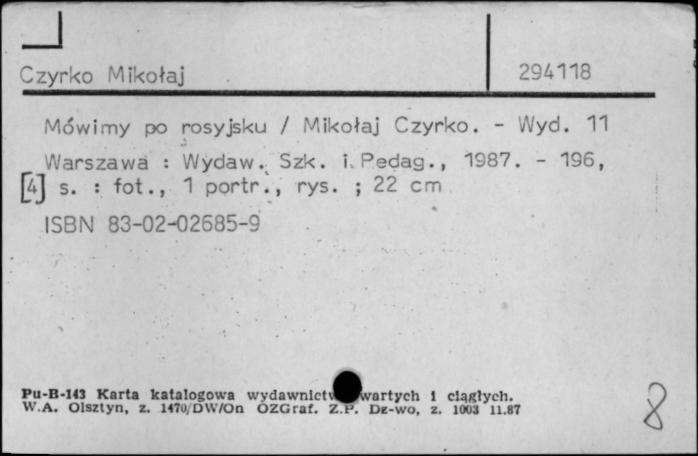 Czyrko Mikołaj 294118
Mówimy po rosyjsku / Mikołaj Czyrko. - Wyd. 11
Warszawa : Wydaw. Szk. i Pedag., 1987. - 196,
[4] s. : fot., 1 portr., rys. ; 22 cm
ISBN 83-02-02685-9
Pu-B-143 Karta katalogowa wydawnictw wartych i ciągłych.
W.A. Olsztyn, z. 1470/DW/On OZGraf. Z.P. Dz-wo, z. 1003 11.87
8